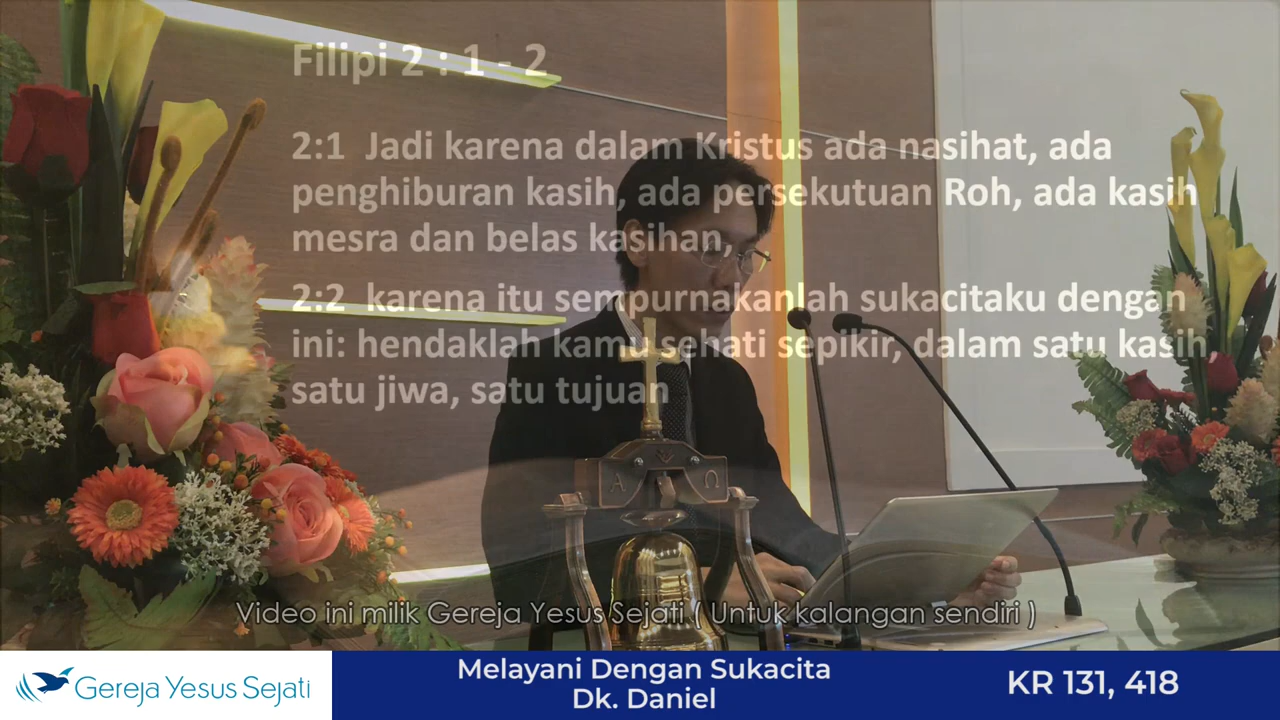 Filipi 2 : 1 - 2
2:1 Jadi karena dalam Kristus ada nasihat, ada
penghiburan kasih, ada persekutuan Roh, ada kasih
mesra dan belas kasihan,
2:2 karena itu sempurnakanlah sukacitaku dengan
ini: hendaklah kamu sehati sepikir, dalam satu kasih,
satu jiwa, satu tujuan
Α Ω
Video ini milik Gereja Yesus Sejati ( Untuk kalangan sendiri )
Gereja Yesus Sejati
Melayani Dengan Sukacita
Dk. Daniel
KR 131, 418